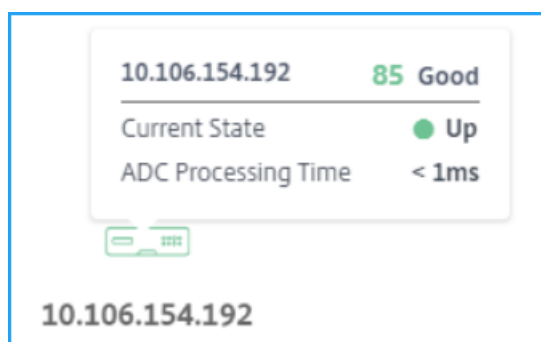 10.106.154.192 85 Good
Current State Up
ADC Processing Time < 1ms
10.106.154.192